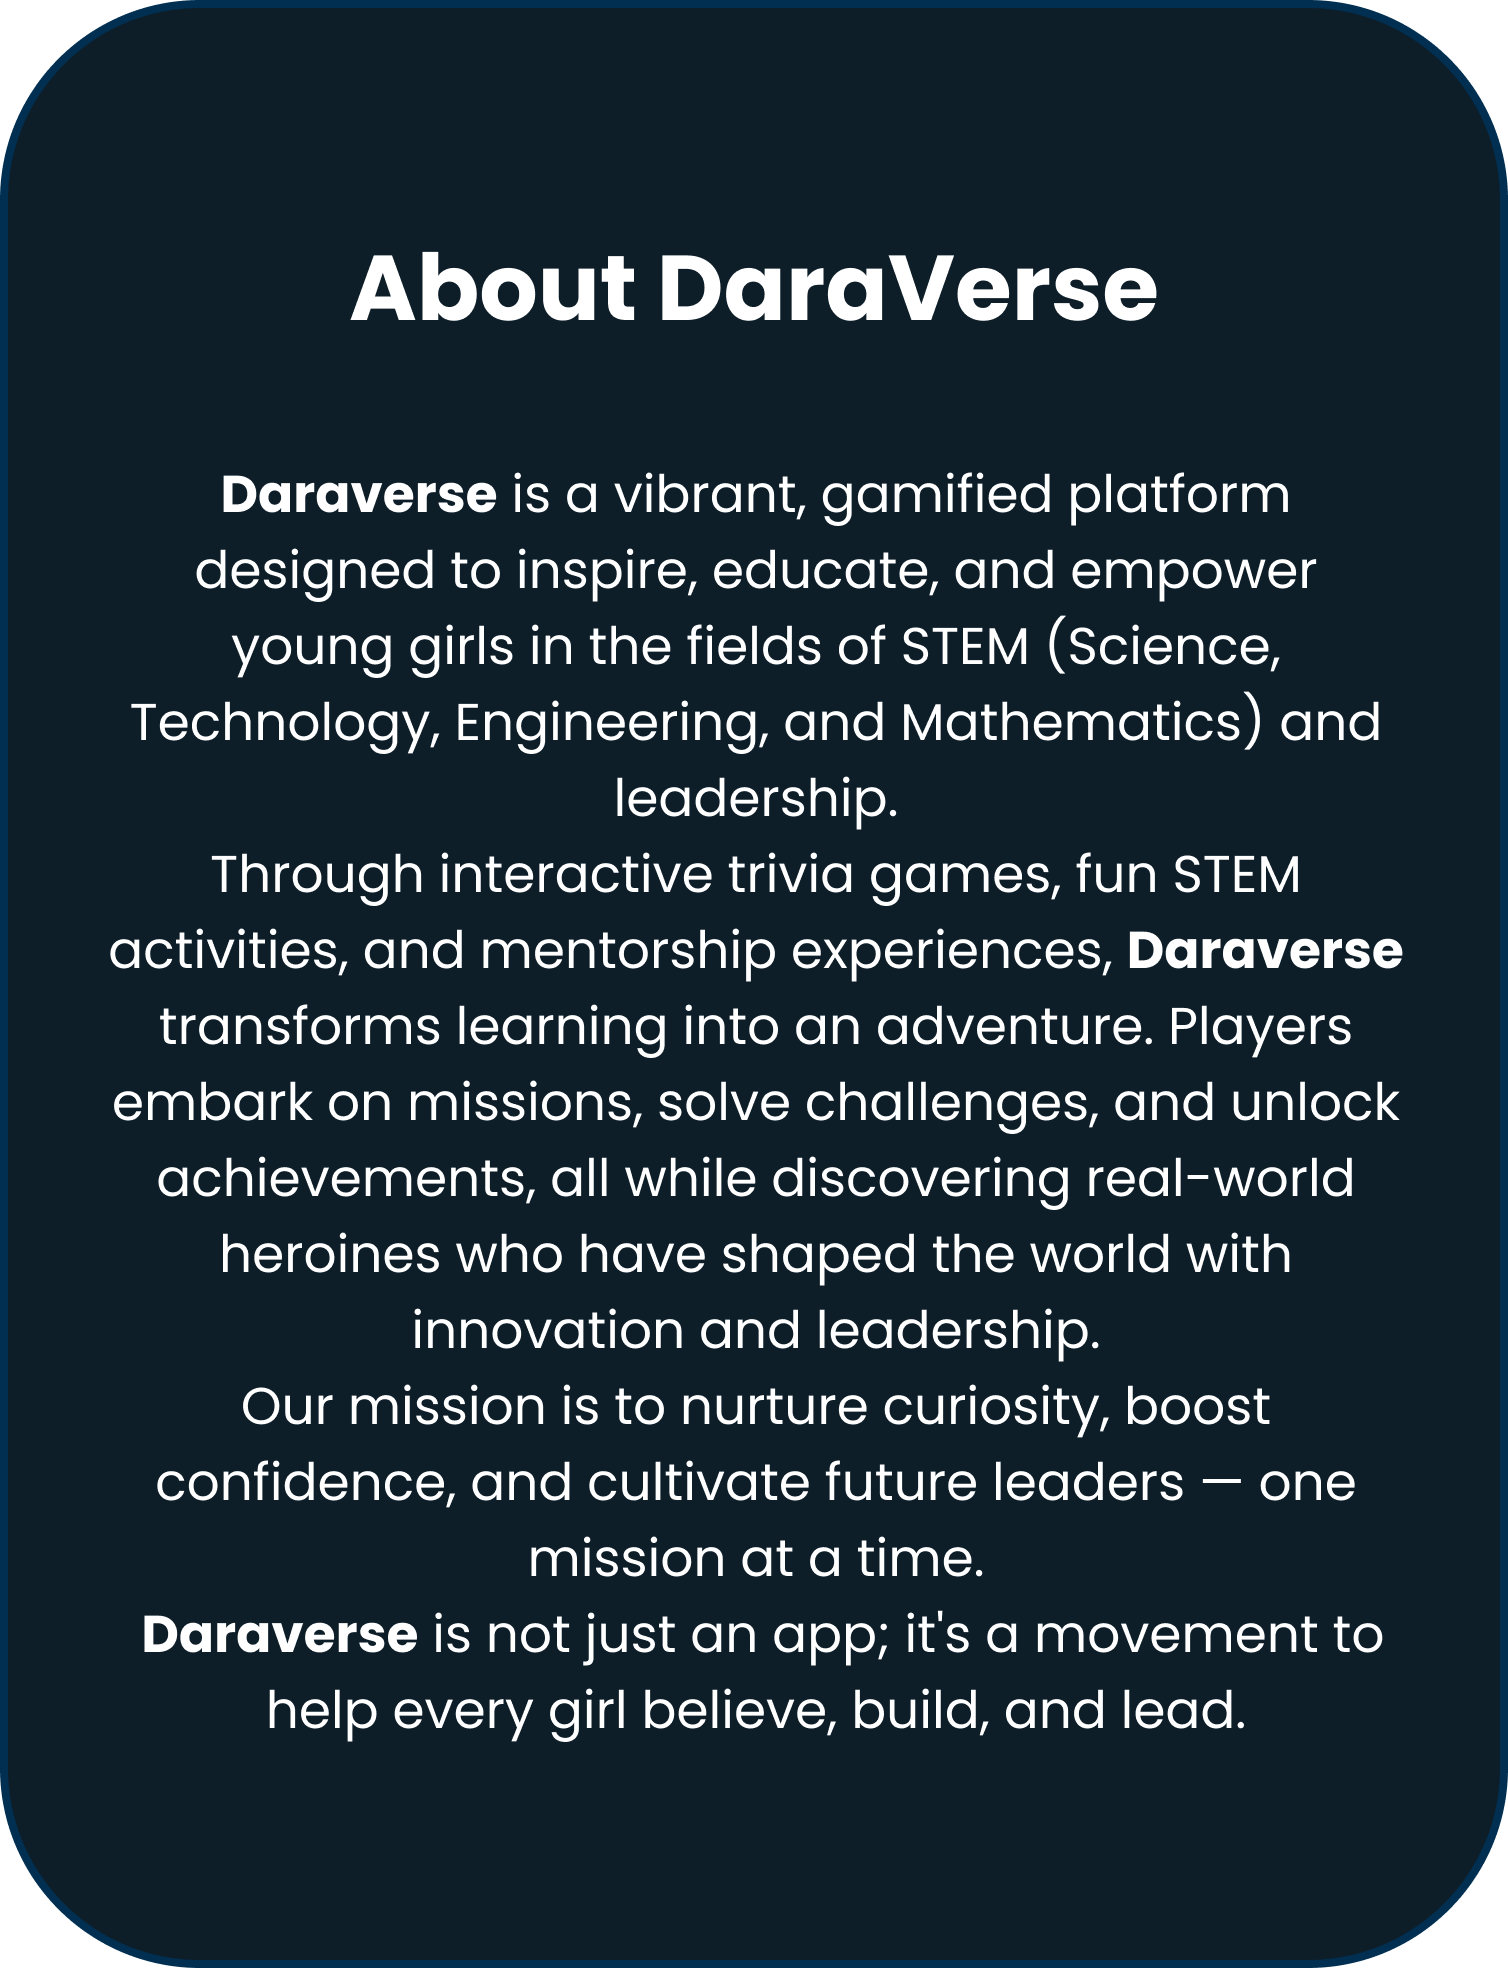 About DaraVerse
Daraverse is a vibrant, gamified platform
designed to inspire, educate, and empower
young girls in the fields of STEM (Science,
Technology, Engineering, and Mathematics) and
leadership.
Through interactive trivia games, fun STEM
activities, and mentorship experiences, Daraverse
transforms learning into an adventure. Players
embark on missions, solve challenges, and unlock
achievements, all while discovering real-world
heroines who have shaped the world with
innovation and leadership.
Our mission is to nurture curiosity, boost
confidence, and cultivate future leaders — one
mission at a time.
Daraverse is not just an app; it's a movement to
help every girl believe, build, and lead.